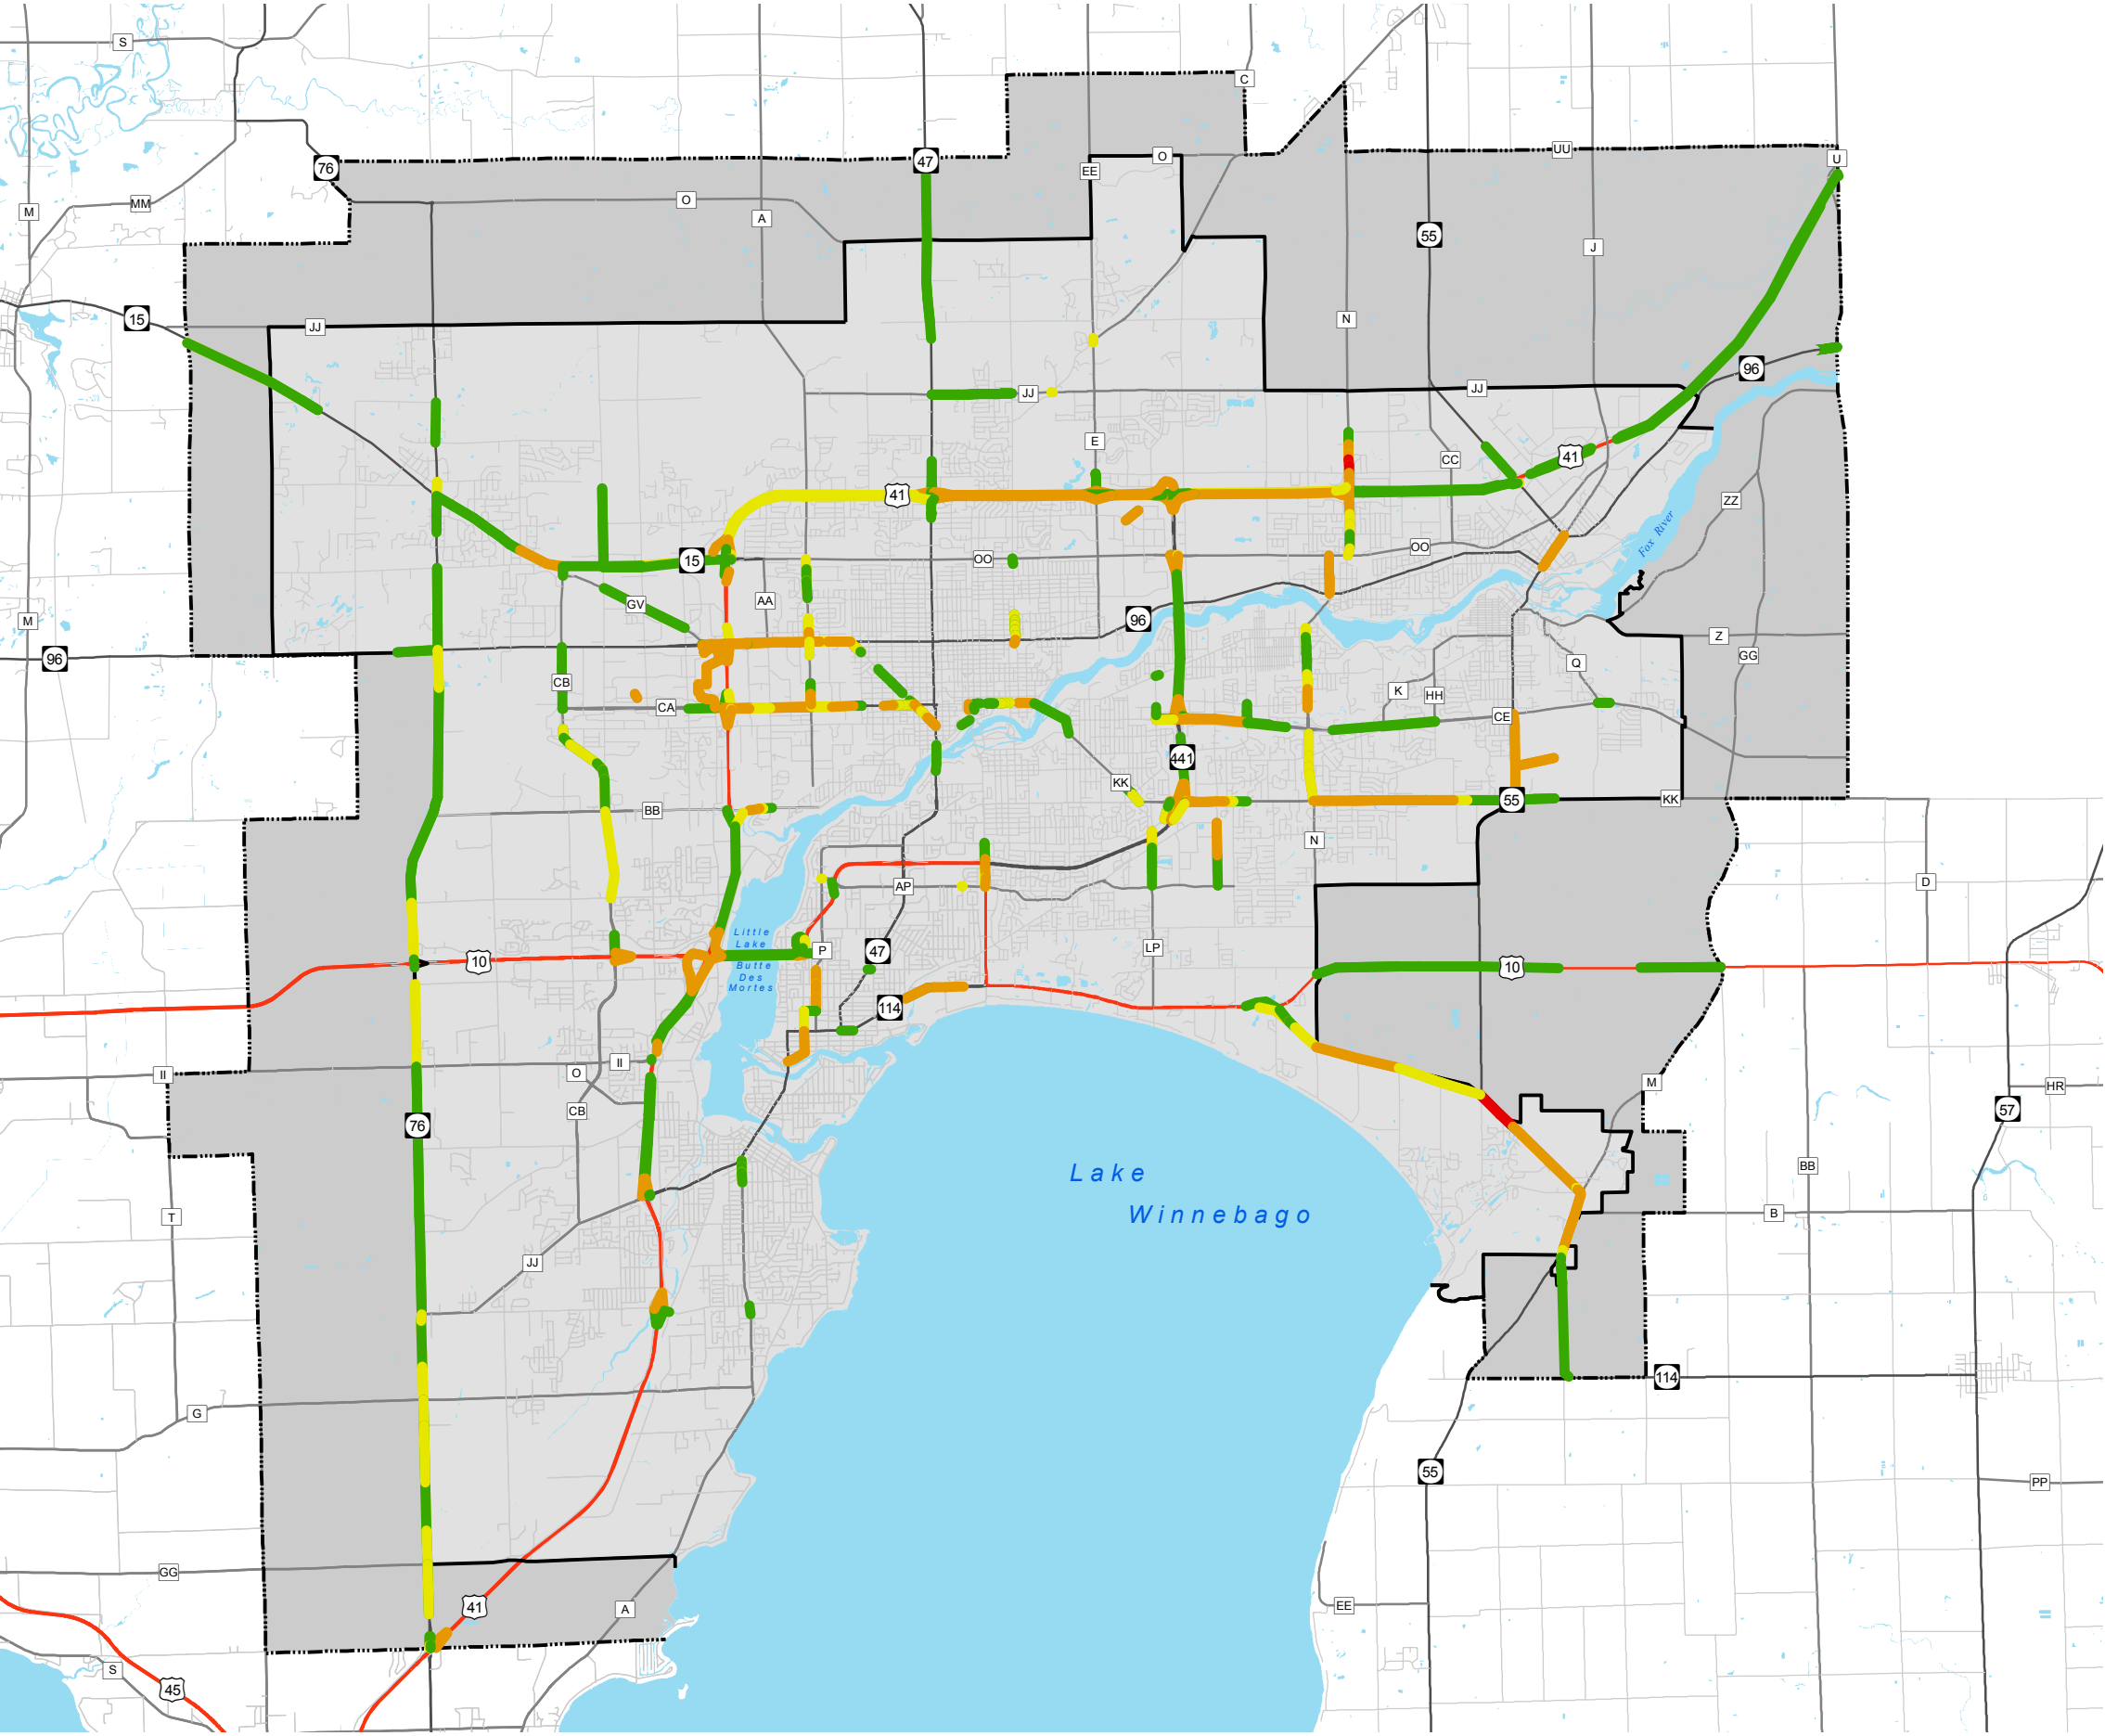 S
C
UU
O
U
47
76
EE
MM
O
M
A
55
J
15
JJ
N
96
JJ
JJ
E
CC
41
41
ZZ
Fox River
OO
OO
15
GV
AA
96
M
Z
96
GG
Q
CB
K
HH
CA
CE
441
KK
55
KK
BB
N
D
AP
Little
Lake
Butte
Des
Mortes
P
47
LP
10
10
114
II
II
O
M
HR
CB
57
76
Lake
Winnebago
BB
T
B
JJ
114
G
55
PP
GG
EE
41
A
S
45